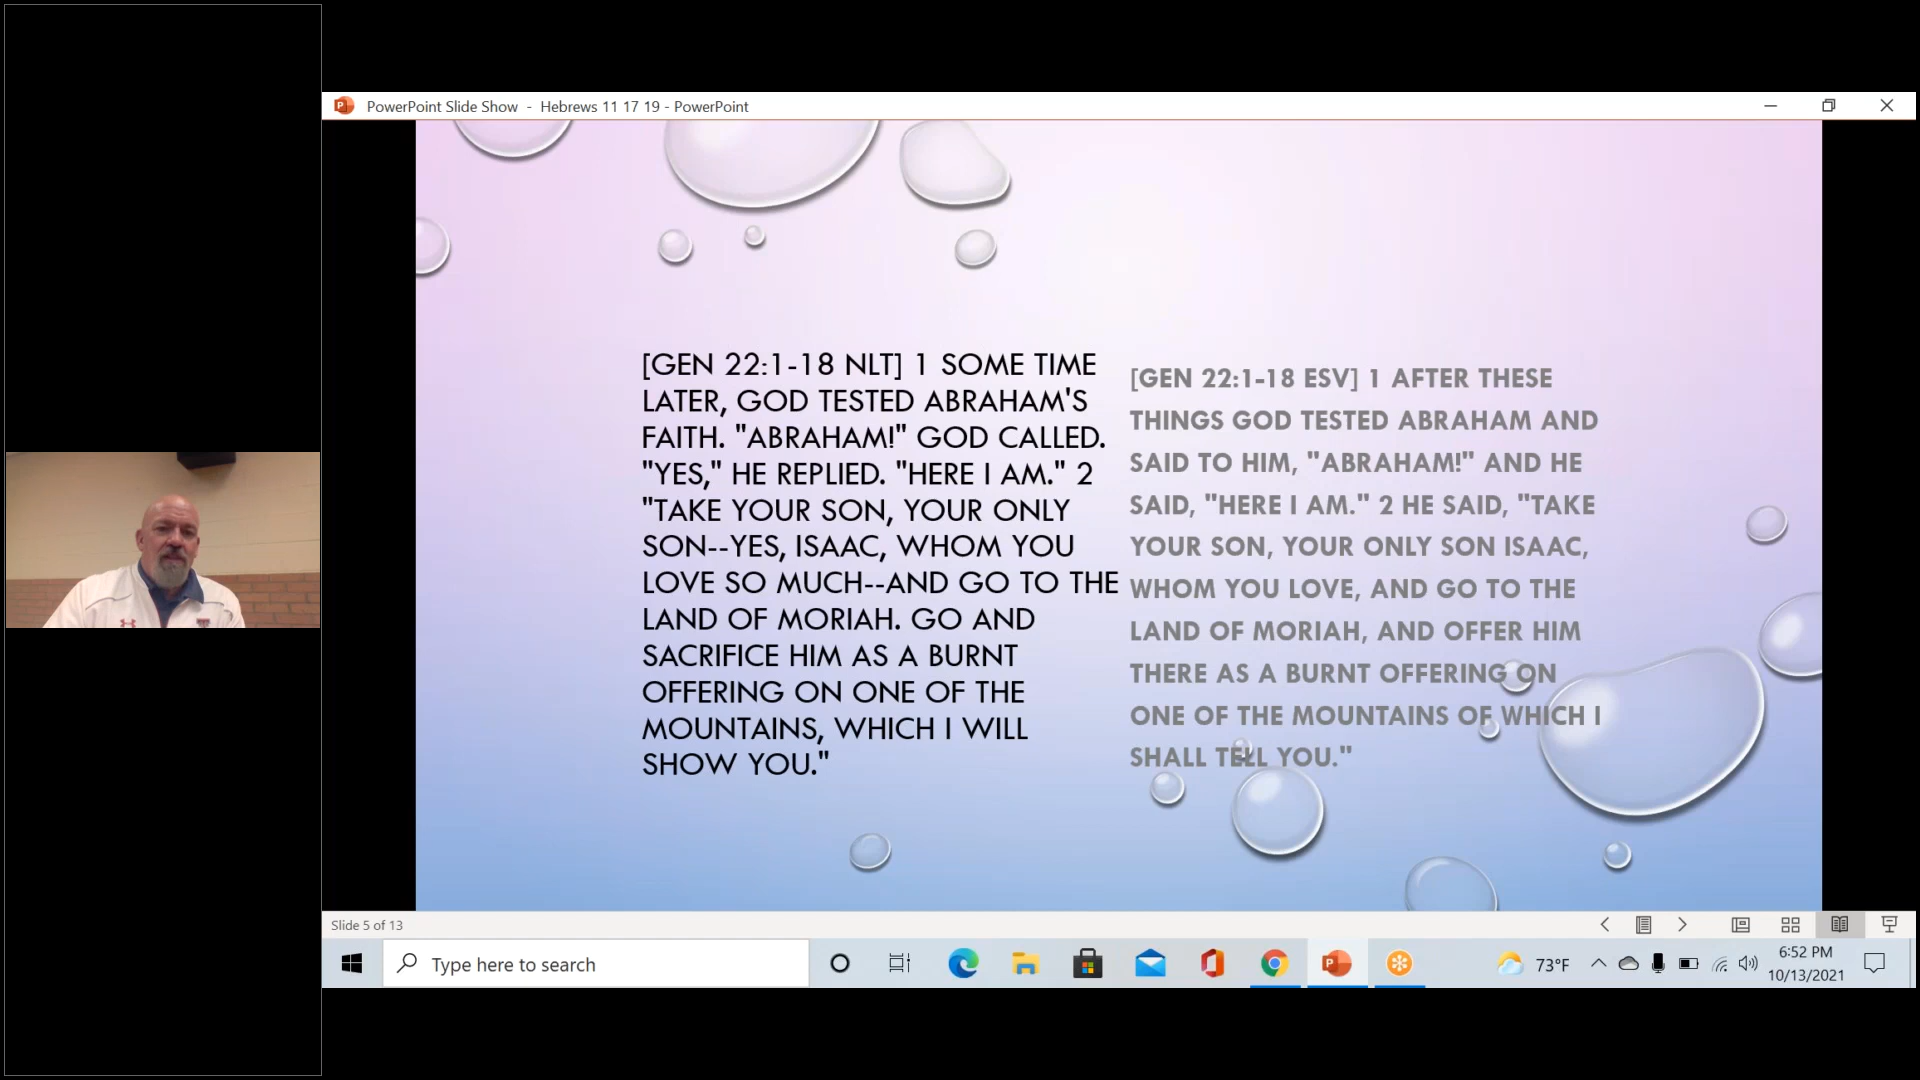 PowerPoint Slide Show - Hebrews 11 17 19 - PowerPoint
[GEN 22:1-18 NLT] 1 SOME TIME
LATER, GOD TESTED ABRAHAM'S
FAITH. "ABRAHAM!" GOD CALLED.
"YES," HE REPLIED. "HERE I AM." 2
"TAKE YOUR SON, YOUR ONLY
SON--YES, ISAAC, WHOM YOU
LOVE SO MUCH--AND GO TO THE
LAND OF MORIAH. GO AND
SACRIFICE HIM AS A BURNT
OFFERING ON ONE OF THE
MOUNTAINS, WHICH I WILL
SHOW YOU."
[GEN 22:1-18 ESV] 1 AFTER THESE
THINGS GOD TESTED ABRAHAM AND
SAID TO HIM, "ABRAHAM!" AND HE
SAID, "HERE I AM." 2 HE SAID, "TAKE
YOUR SON, YOUR ONLY SON ISAAC,
WHOM YOU LOVE, AND GO TO THE
LAND OF MORIAH, AND OFFER HIM
THERE AS A BURNT OFFERING ON
ONE OF THE MOUNTAINS OF WHICH I
SHALL TELL YOU."
Slide 5 of 13
Type here to search
73°F
6:52 PM
10/13/2021